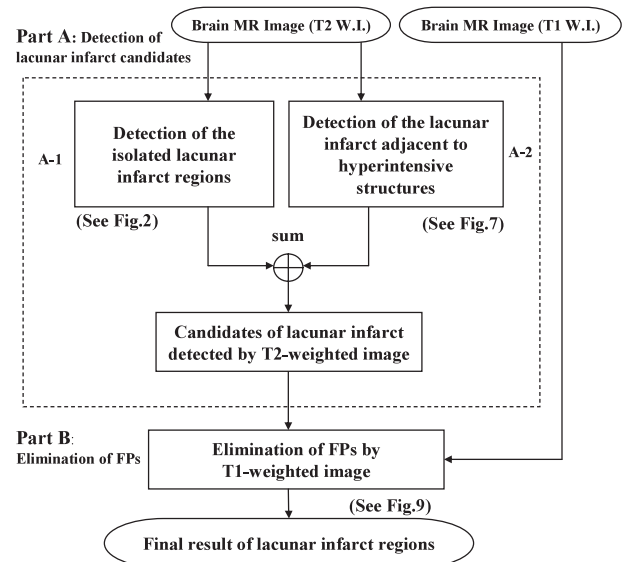 Brain MR Image (T2 W.I.)
Brain MR Image (T1 W.I.)
Part A: Detection of
lacunar infarct candidates
A-1
Detection of the
isolated lacunar
infarct regions
Detection of the lacunar
infarct adjacent to
hyperintensive
structures
A-2
(See Fig.2)
(See Fig.7)
sum
Candidates of lacunar infarct
detected by T2-weighted image
Part B:
Elimination of FPs
Elimination of FPs by
T1-weighted image
(See Fig.9)
Final result of lacunar infarct regions